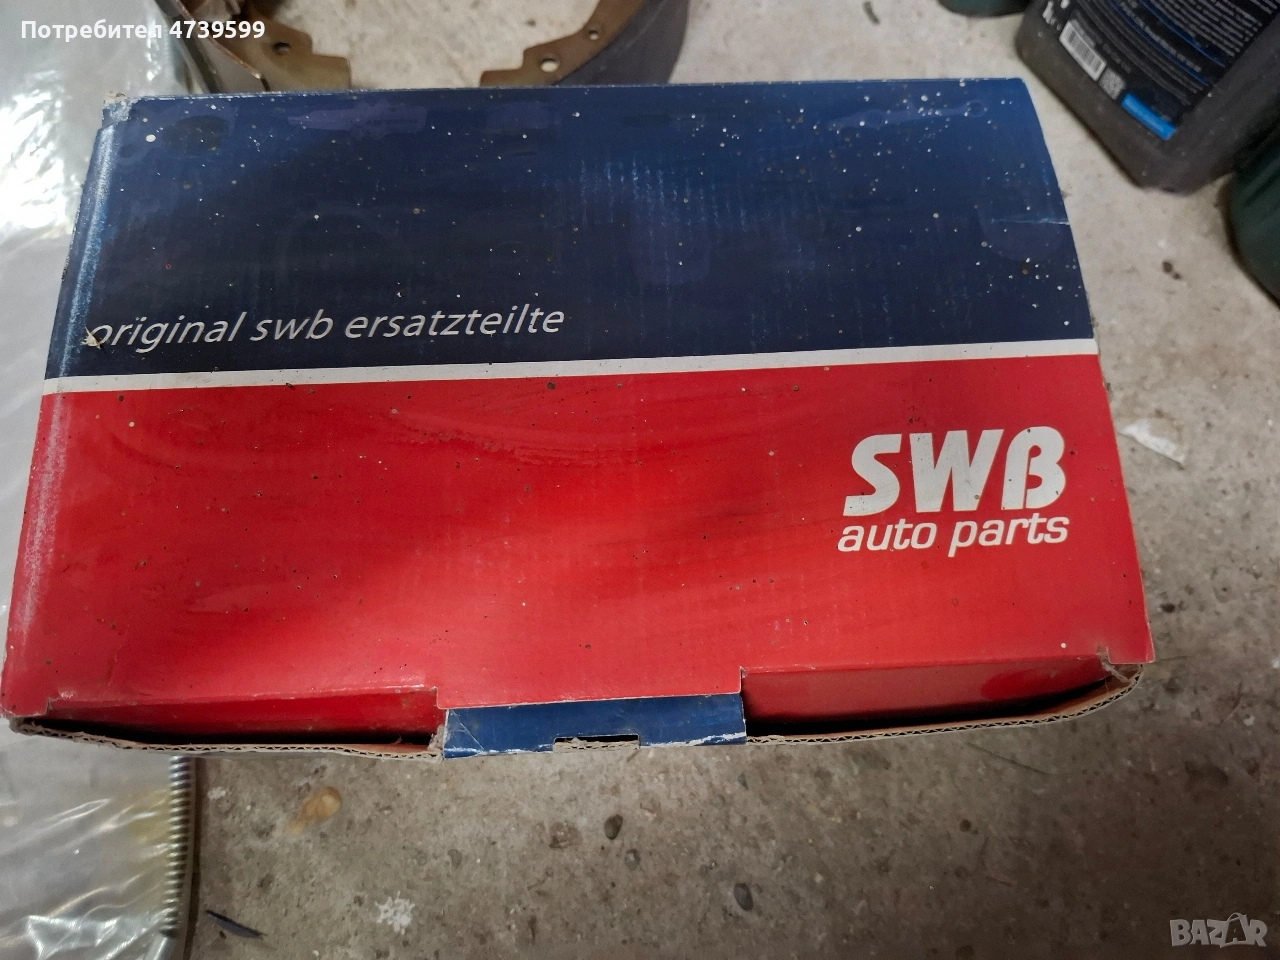 Потребител 4739599
original swb ersatzteilte
SWB
auto parts
BAZAR